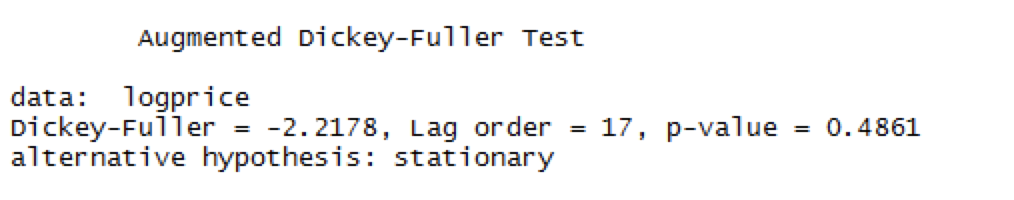 Augmented Dickey-Fuller Test
data:  logprice
Dickey-Fuller = -2.2178, Lag order = 17, p-value = 0.4861
alternative hypothesis: stationary